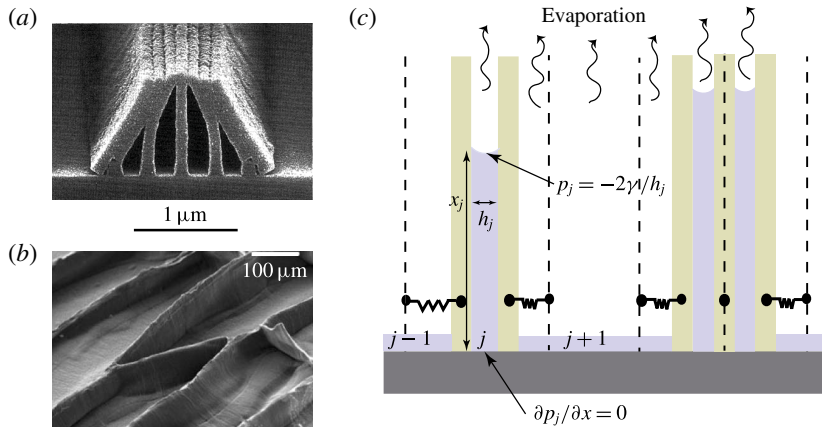 (a)
1 μm
(b)
100 μm
(c)
Evaporation
p_j = −2γ/h_j
x_j
h_j
j − 1
j
j + 1
∂p_j/∂x = 0